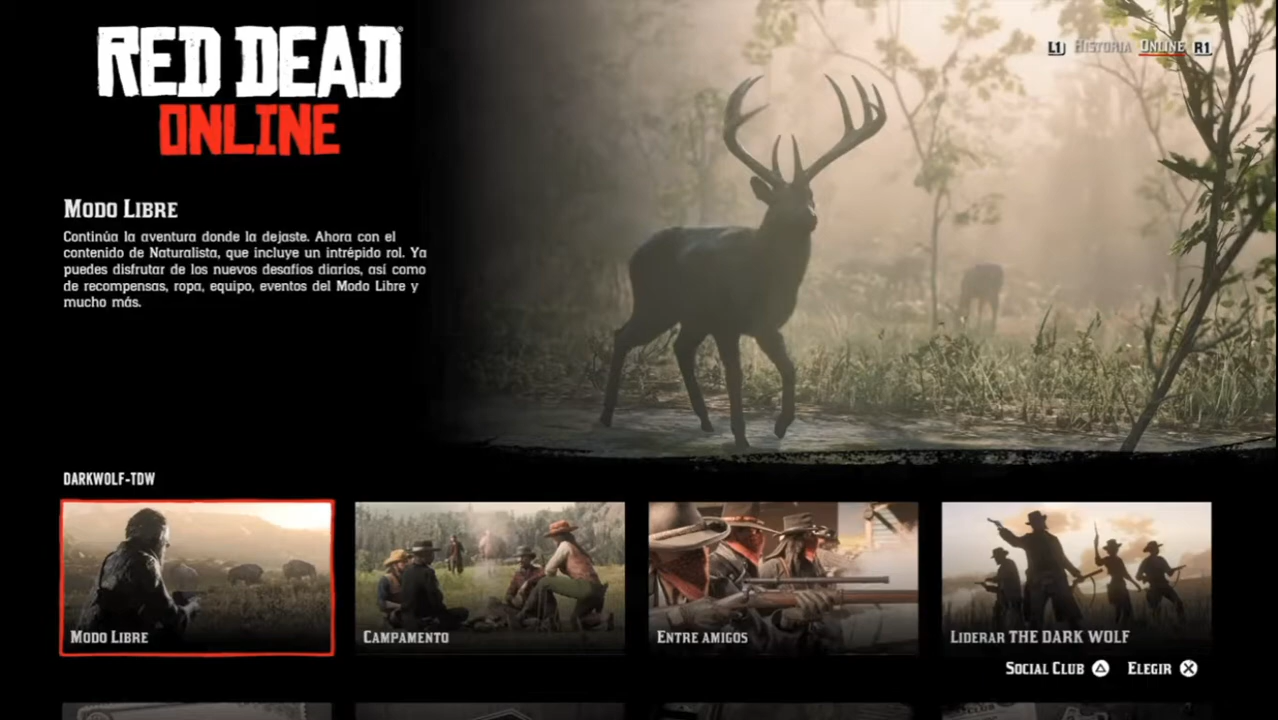 RED DEAD
ONLINE
L1 HISTORIA ONLINE R1
MODO LIBRE
Continúa la aventura donde la dejaste. Ahora con el
contenido de Naturalista, que incluye un intrépido rol. Ya
puedes disfrutar de los nuevos desafíos diarios, así como
de recompensas, ropa, equipo, eventos del Modo Libre y
mucho más.
DARKWOLF-TDW
MODO LIBRE
CAMPAMENTO
ENTRE AMIGOS
LIDERAR THE DARK WOLF
SOCIAL CLUB ELEGIR